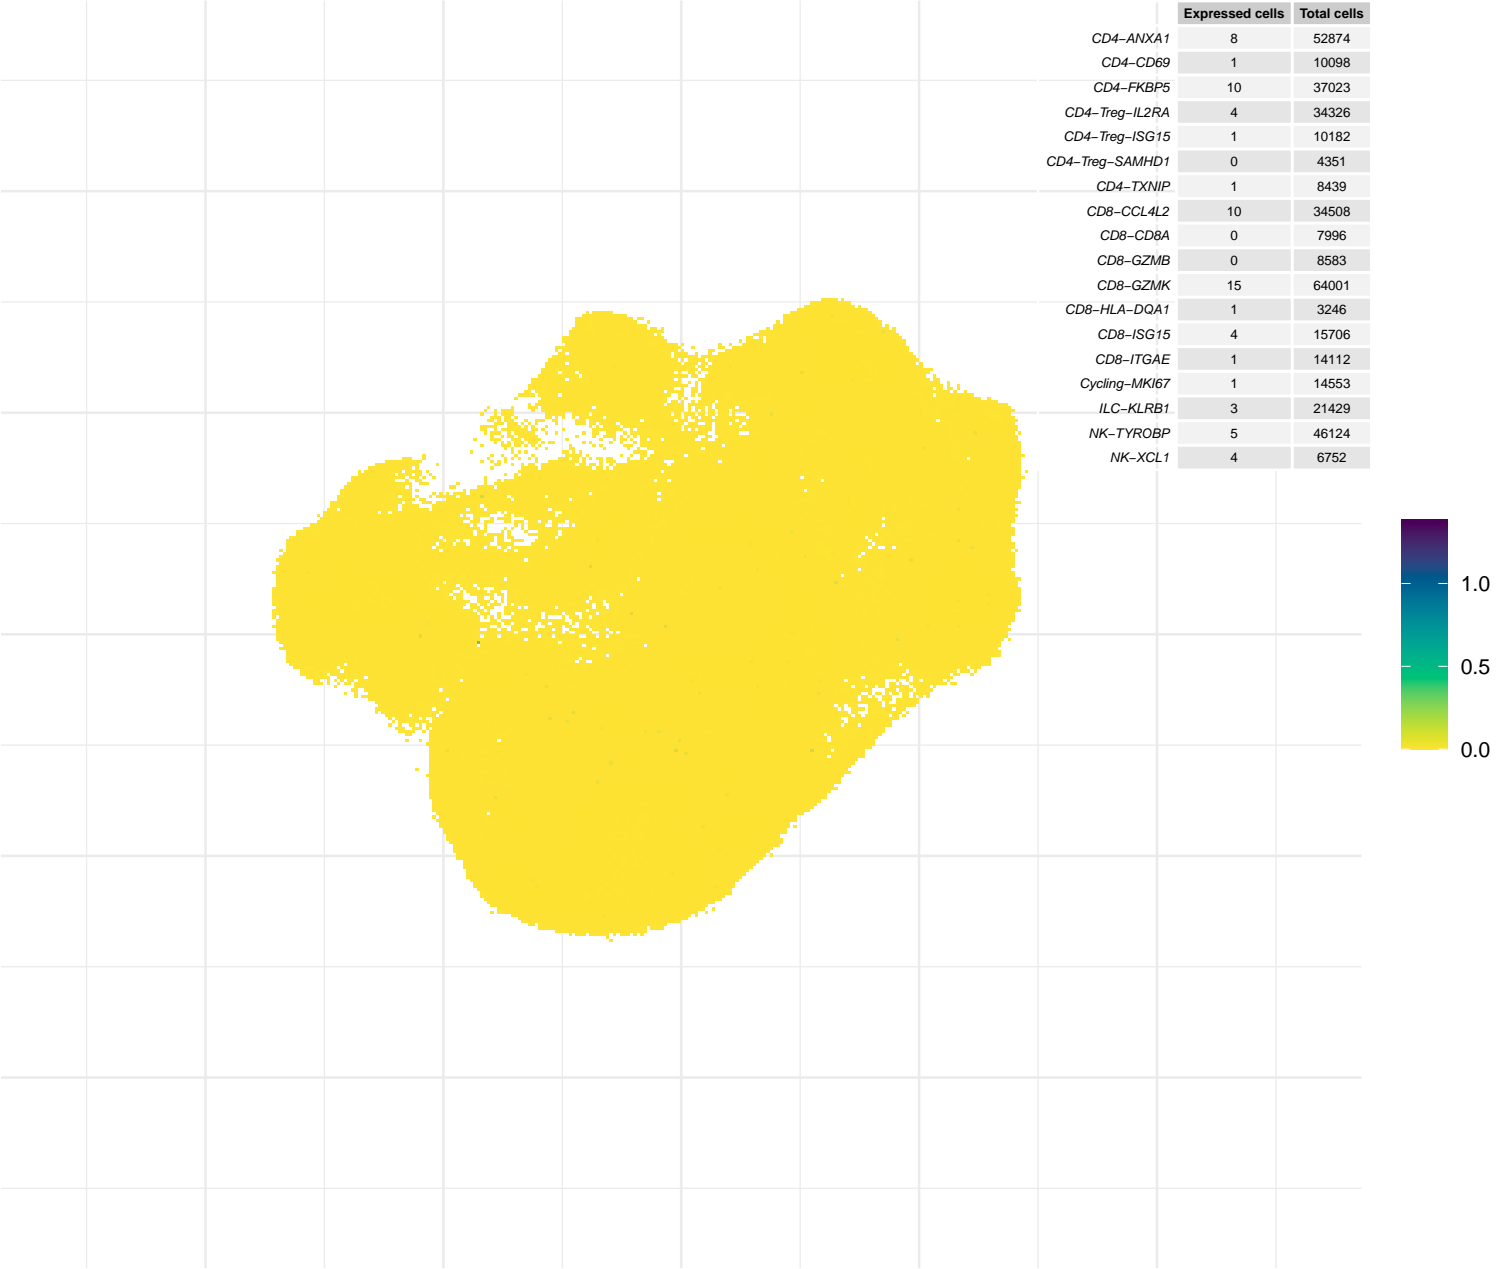 Expressed cells Total cells
CD4−ANXA1 8 52874
CD4−CD69 1 10098
CD4−FKBP5 10 37023
CD4−Treg−IL2RA 4 34326
CD4−Treg−ISG15 1 10182
CD4−Treg−SAMHD1 0 4351
CD4−TXNIP 1 8439
CD8−CCL4L2 10 34508
CD8−CD8A 0 7996
CD8−GZMB 0 8583
CD8−GZMK 15 64001
CD8−HLA−DQA1 1 3246
CD8−ISG15 4 15706
CD8−ITGAE 1 14112
Cycling−MKI67 1 14553
ILC−KLRB1 3 21429
NK−TYROBP 5 46124
NK−XCL1 4 6752
1.0
0.5
0.0